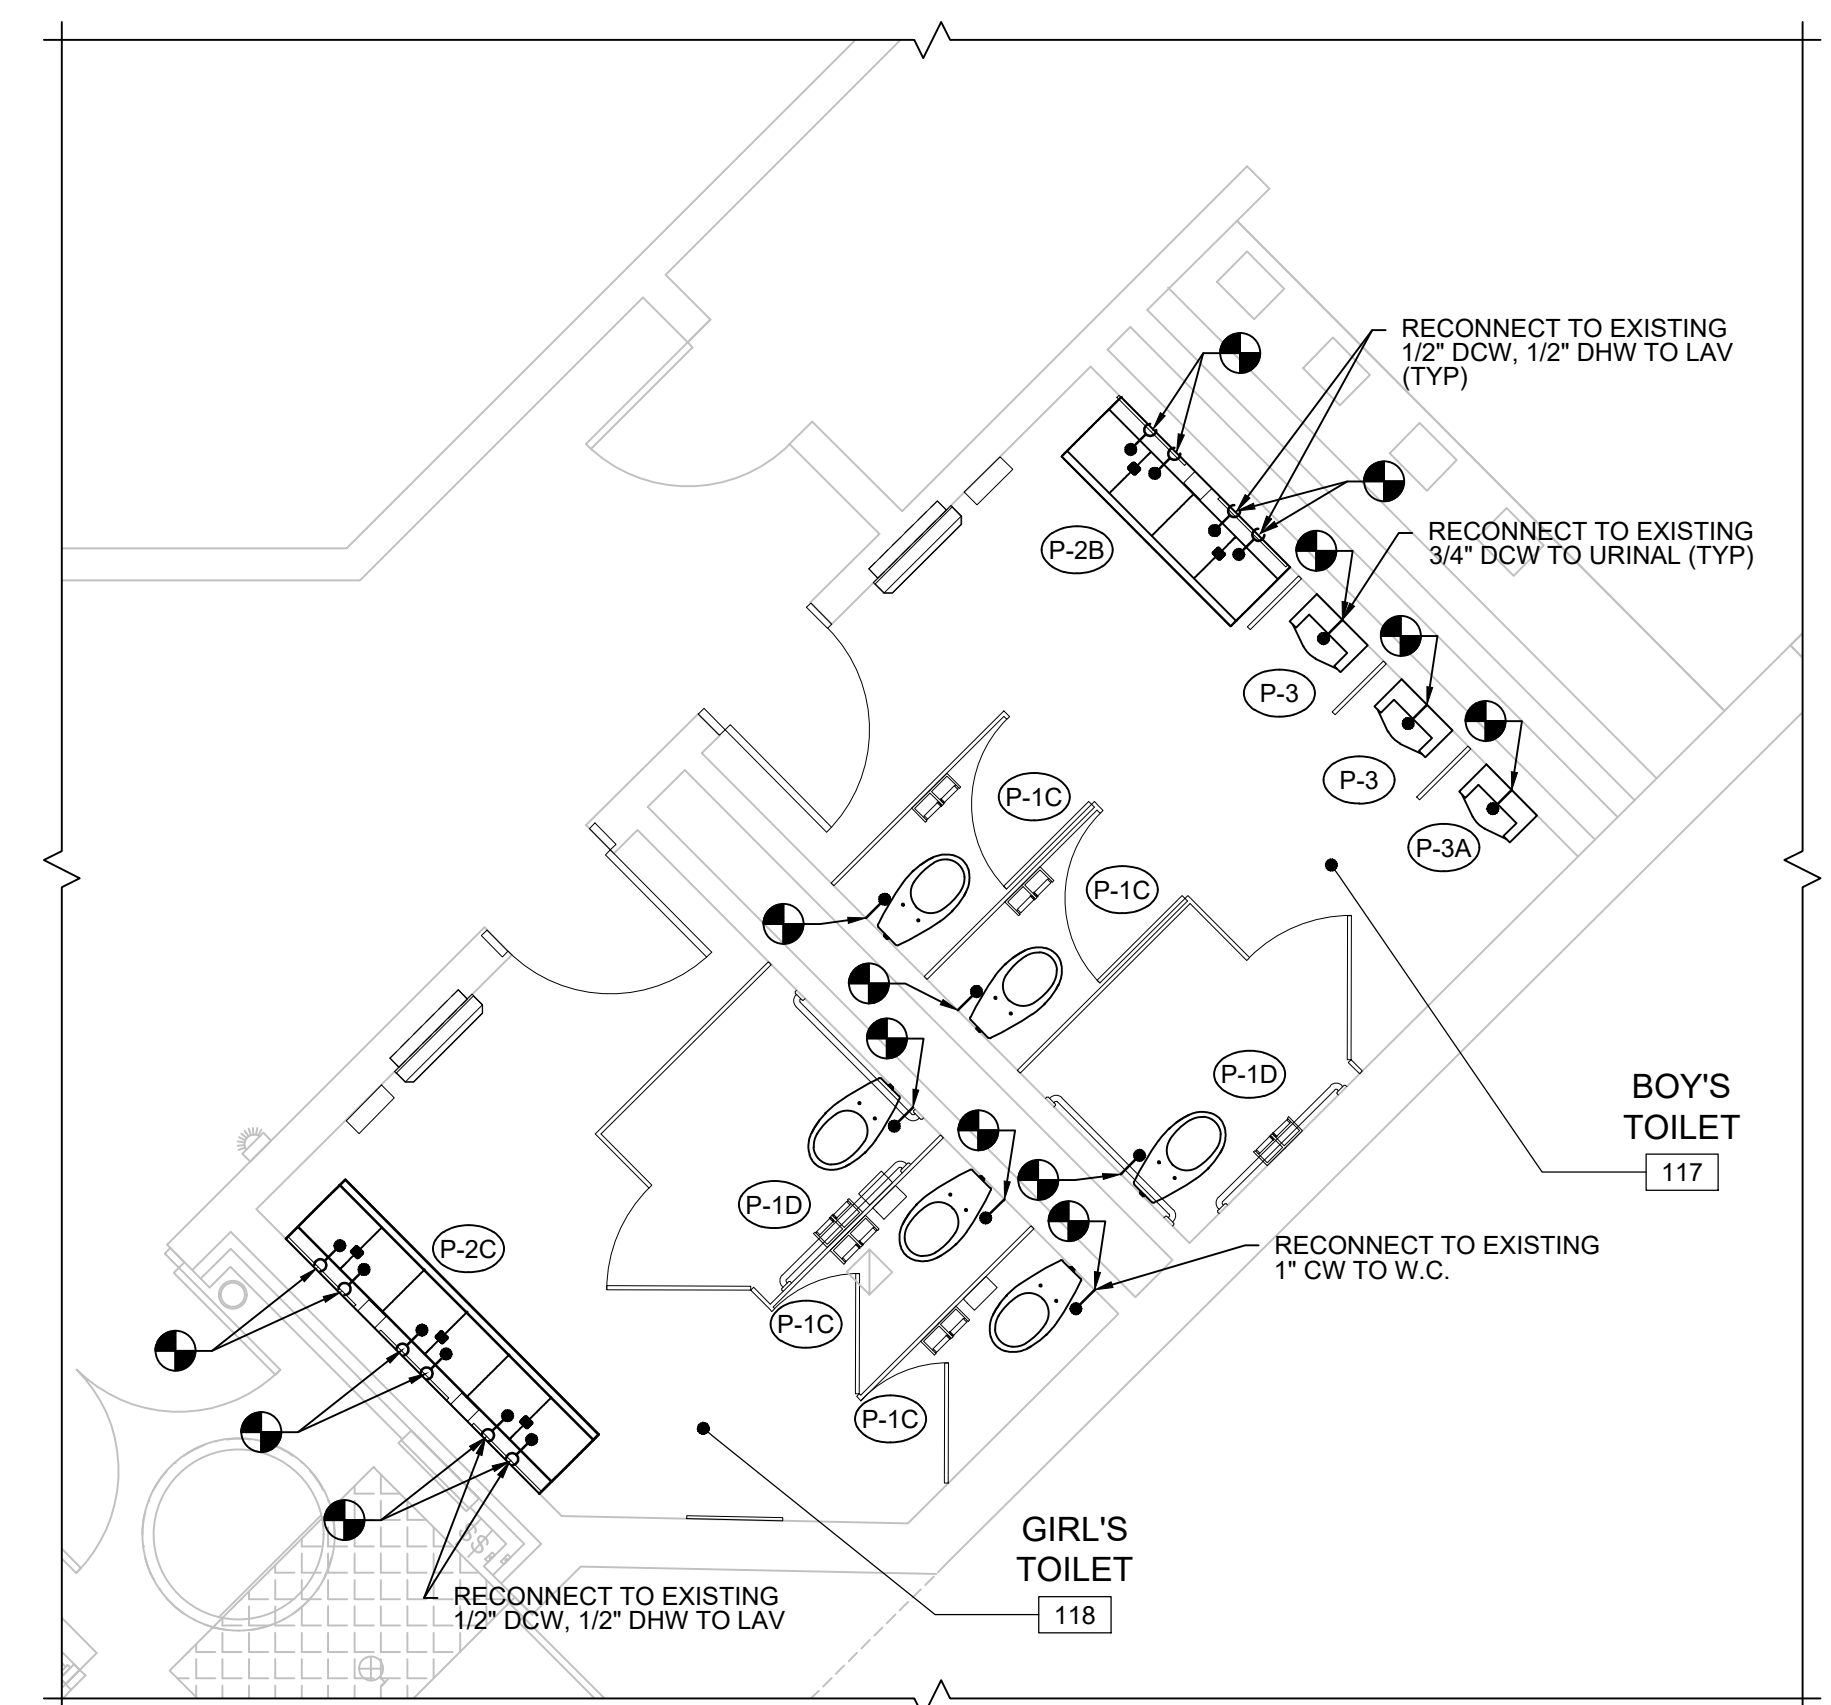 RECONNECT TO EXISTING
1/2" DCW, 1/2" DHW TO LAV
(TYP)
P-2B
RECONNECT TO EXISTING
3/4" DCW TO URINAL (TYP)
P-3
P-3
P-1C
P-3A
P-1C
P-1D
BOY'S
TOILET
117
P-1D
P-2C
RECONNECT TO EXISTING
1" CW TO W.C.
P-1C
P-1C
GIRL'S
TOILET
118
RECONNECT TO EXISTING
1/2" DCW, 1/2" DHW TO LAV